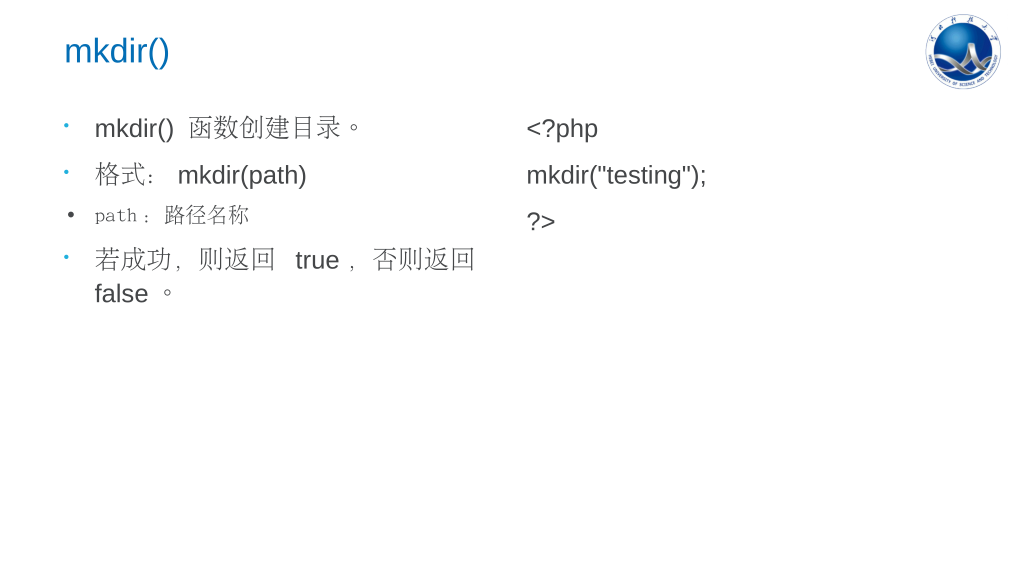 mkdir()
mkdir() 函数创建目录。
格式： mkdir(path)
path：路径名称
若成功，则返回 true，否则返回
false。
<?php
mkdir("testing");
?>